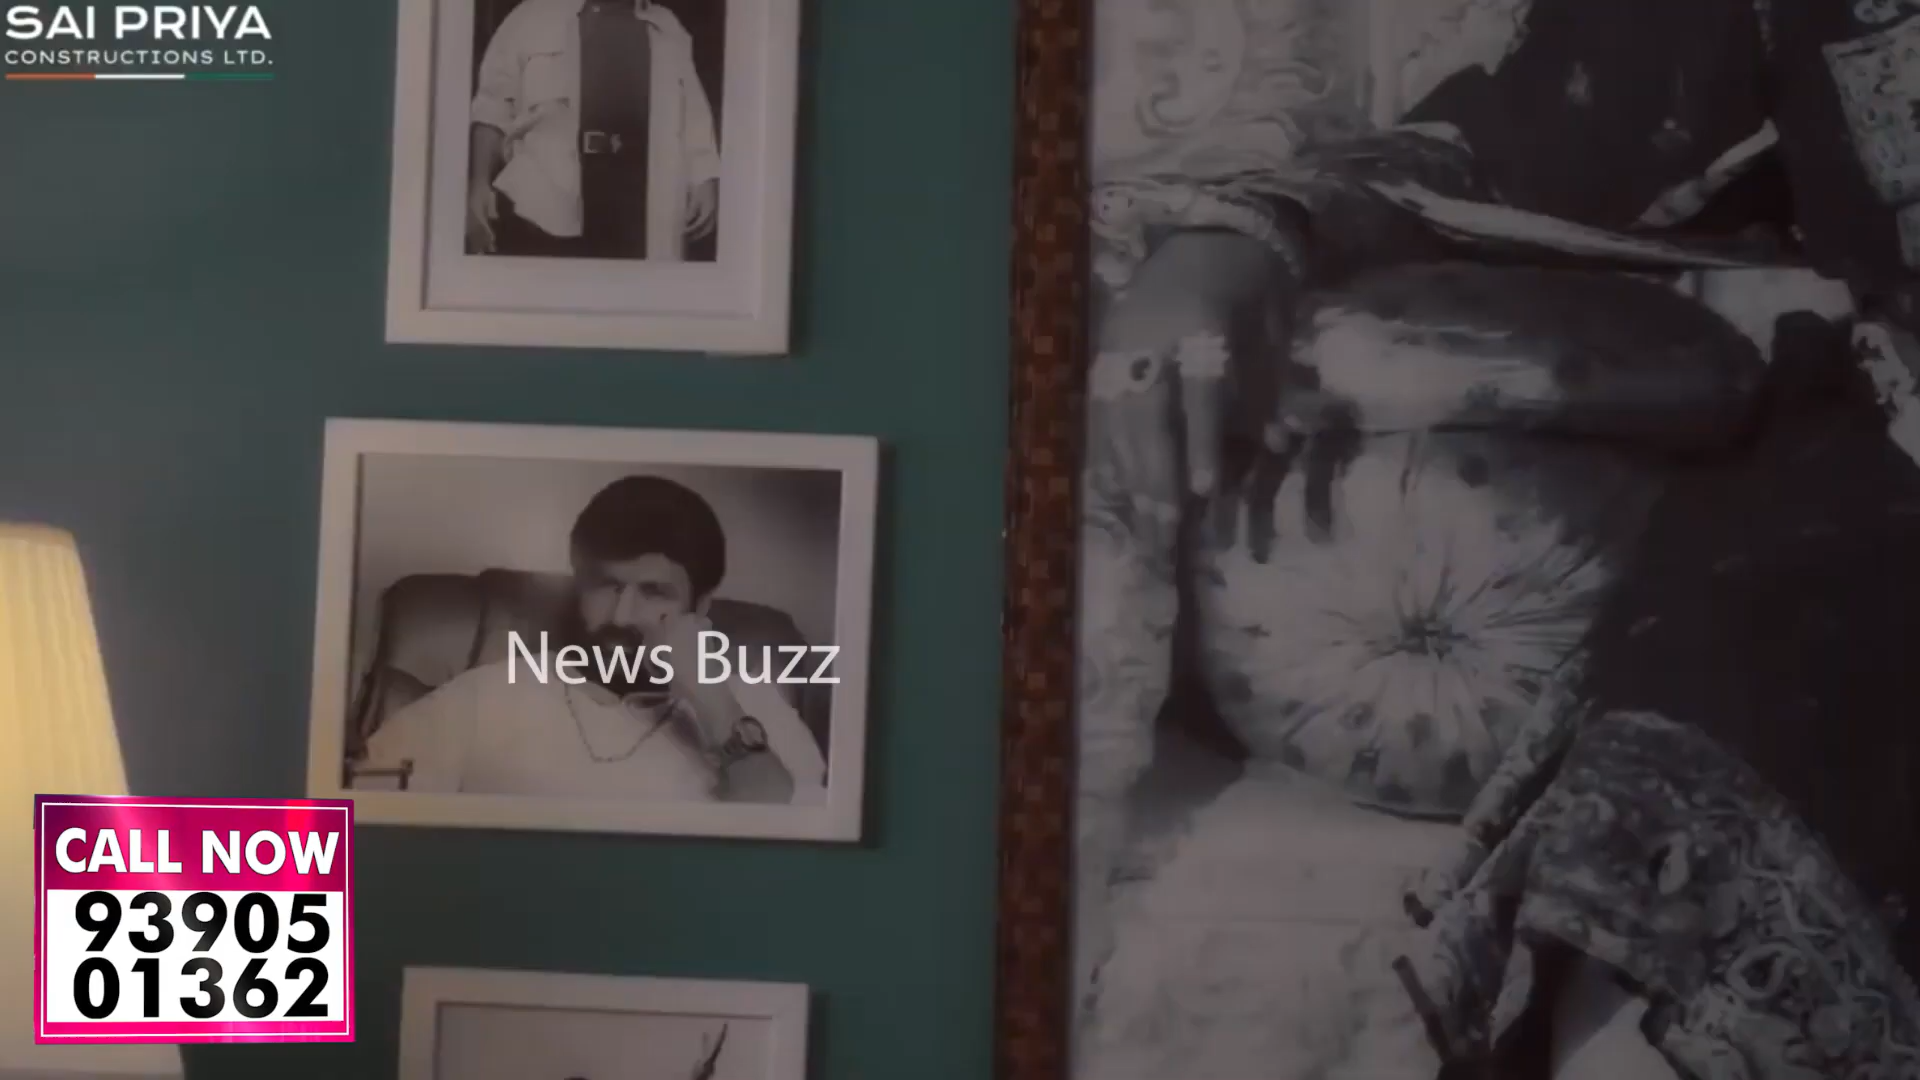 SAI PRIYA
CONSTRUCTIONS LTD.
News Buzz
CALL NOW
93905
01362